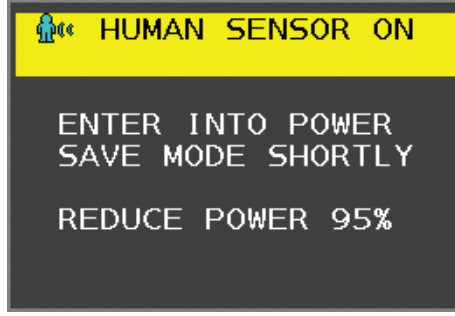 HUMAN SENSOR ON
ENTER INTO POWER
SAVE MODE SHORTLY
REDUCE POWER 95%